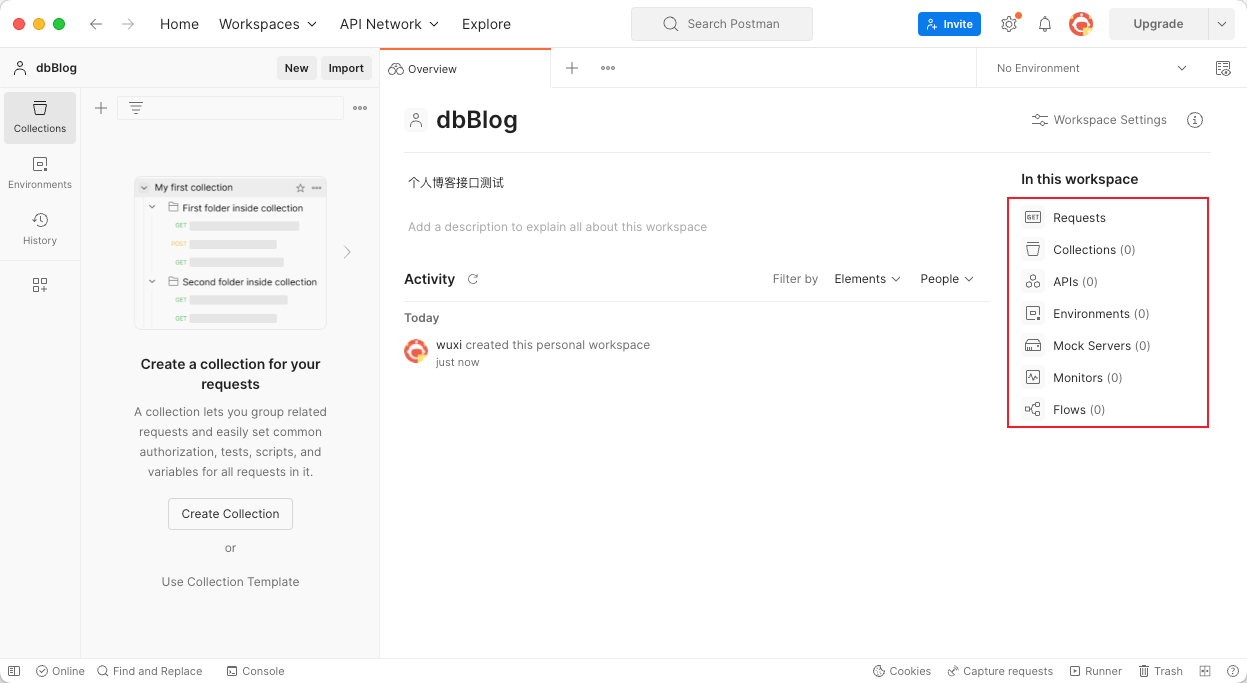 Home Workspaces API Network Explore Search Postman Invite Upgrade
dbBlog New Import Overview No Environment
Collections
Environments
History
My first collection
First folder inside collection
GET
POST
GET
Second folder inside collection
GET
GET
Create a collection for your
requests
A collection lets you group related
requests and easily set common
authorization, tests, scripts, and
variables for all requests in it.
Create Collection
or
Use Collection Template
dbBlog
Workspace Settings
个人博客接口测试
Add a description to explain all about this workspace
Activity Filter by Elements People
Today
wuxi created this personal workspace
just now
In this workspace
GET Requests
Collections (0)
APIs (0)
Environments (0)
Mock Servers (0)
Monitors (0)
Flows (0)
Online Find and Replace Console Cookies Capture requests Runner Trash